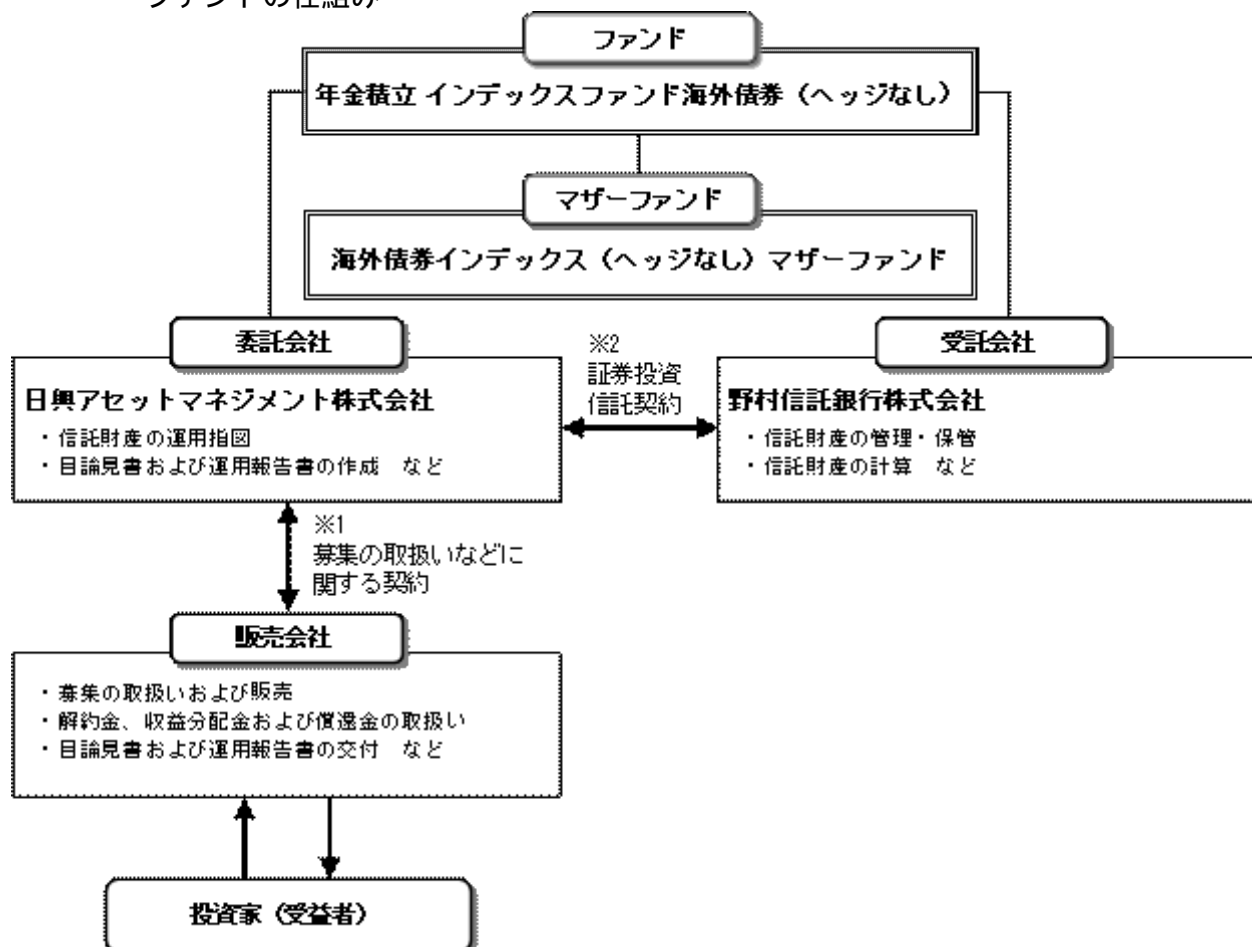 ファンドの仕組み
ファンド
年金積立 インデックスファンド海外債券（ヘッジなし）
マザーファンド
海外債券インデックス（ヘッジなし）マザーファンド
委託会社
日興アセットマネジメント株式会社
・信託財産の運用指図
・目論見書および運用報告書の作成　など
※2
証券投資
信託契約
受託会社
野村信託銀行株式会社
・信託財産の管理・保管
・信託財産の計算　など
※1
募集の取扱いなどに
関する契約
販売会社
・募集の取扱いおよび販売
・解約金、収益分配金および償還金の取扱い
・目論見書および運用報告書の交付　など
投資家（受益者）